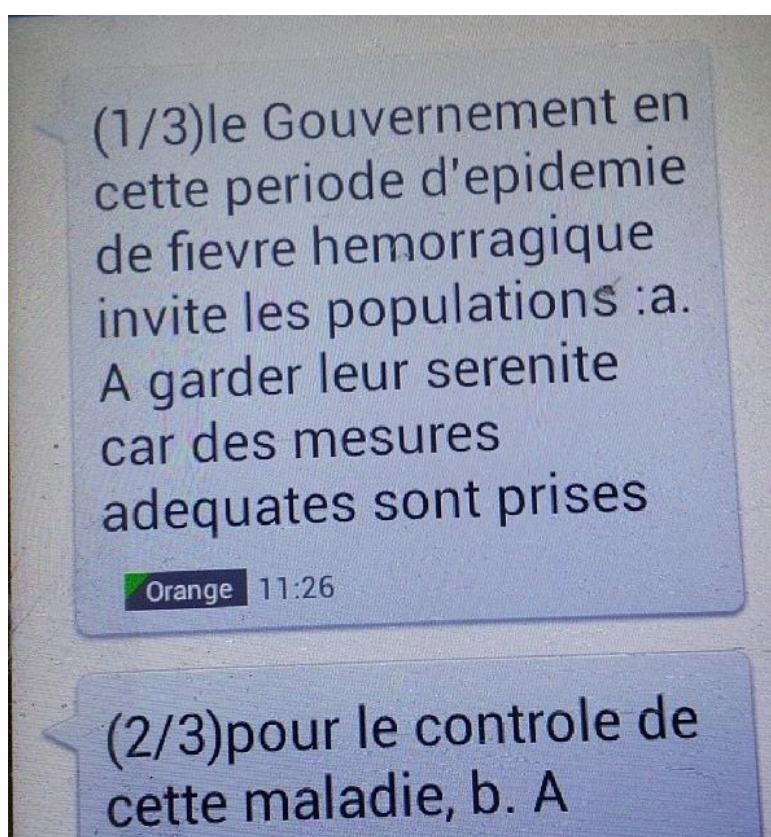 (1/3)le Gouvernement en
cette periode d'epidemie
de fievre hemorragique
invite les populations :a.
A garder leur serenite
car des mesures
adequates sont prises
Orange 11:26
(2/3)pour le controle de
cette maladie, b. A